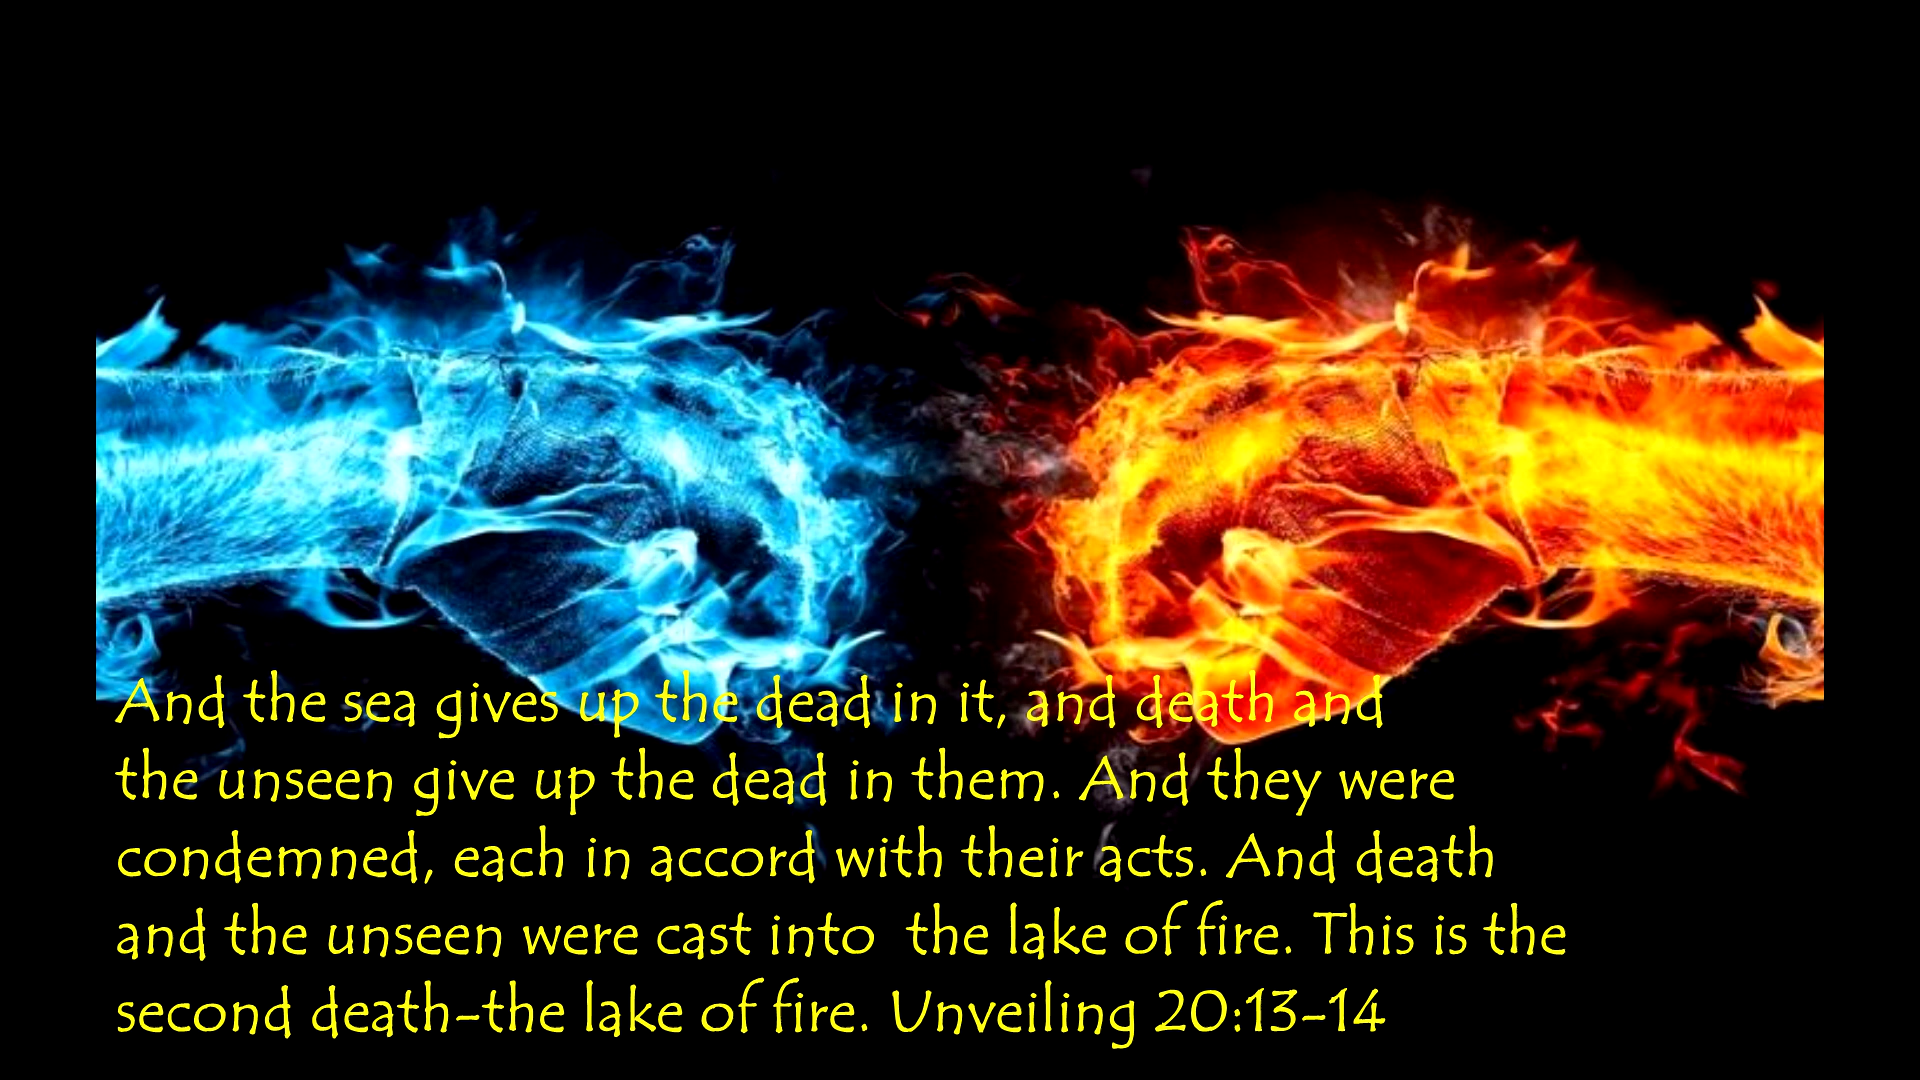 And the sea gives up the dead in it, and death and
the unseen give up the dead in them. And they were
condemned, each in accord with their acts. And death
and the unseen were cast into  the lake of fire. This is the
second death-the lake of fire. Unveiling 20:13-14